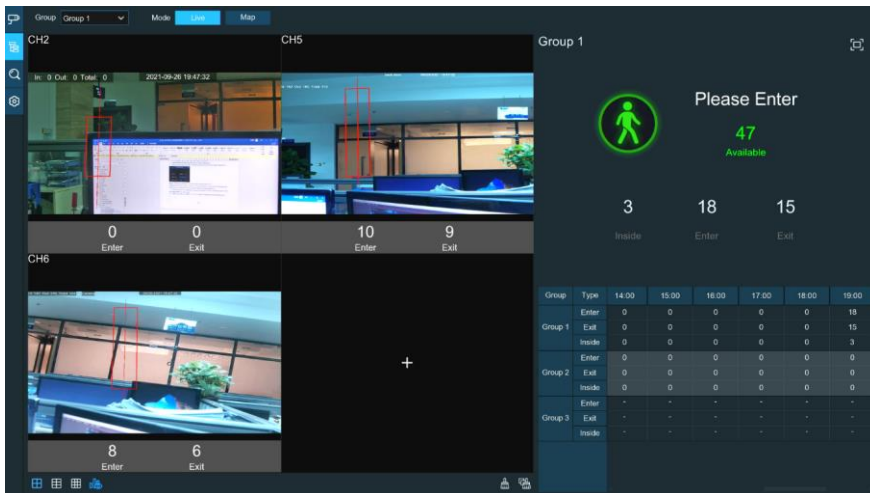 Group Group 1 Mode Live Map
CH2
In: 0 Out: 0 Total: 0 2021-09-26 19:47:32
0 0
Enter Exit
CH5
10 9
Enter Exit
CH6
8 6
Enter Exit
+
Group 1
Please Enter
47
Available
3 18 15
Inside Enter Exit
Group Type 14:00 15:00 16:00 17:00 18:00 19:00
Enter 0 0 0 0 0 18
Group 1 Exit 0 0 0 0 0 15
Inside 0 0 0 0 0 3
Enter 0 0 0 0 0 0
Group 2 Exit 0 0 0 0 0 0
Inside 0 0 0 0 0 0
Enter - - - - - -
Group 3 Exit - - - - - -
Inside - - - - - -